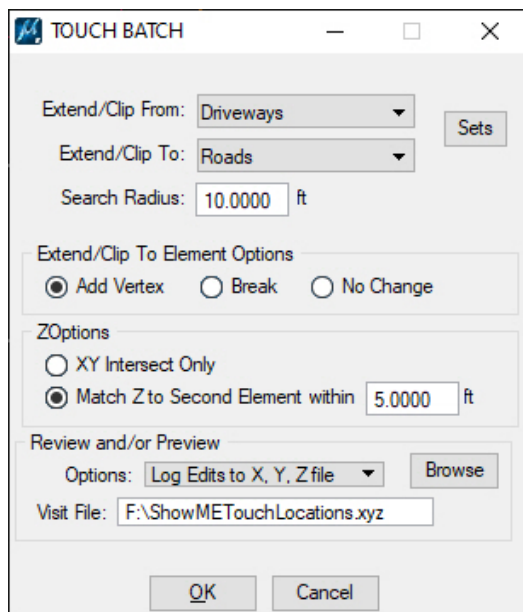 TOUCH BATCH
Extend/Clip From: Driveways
Sets
Extend/Clip To: Roads
Search Radius: 10.0000 ft
Extend/Clip To Element Options
Add Vertex Break No Change
ZOptions
XY Intersect Only
Match Z to Second Element within 5.0000 ft
Review and/or Preview
Options: Log Edits to X, Y, Z file Browse
Visit File: F:\ShowMETouchLocations.xyz
OK Cancel